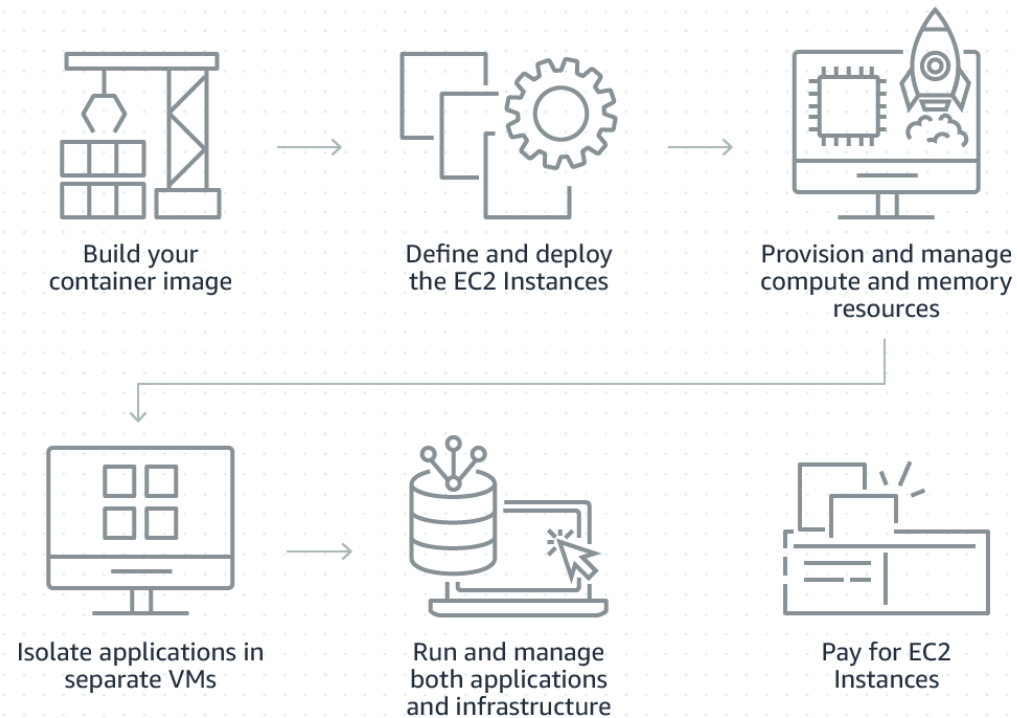 Build your
container image
Define and deploy
the EC2 Instances
Provision and manage
compute and memory
resources
Isolate applications in
separate VMs
Run and manage
both applications
and infrastructure
Pay for EC2
Instances